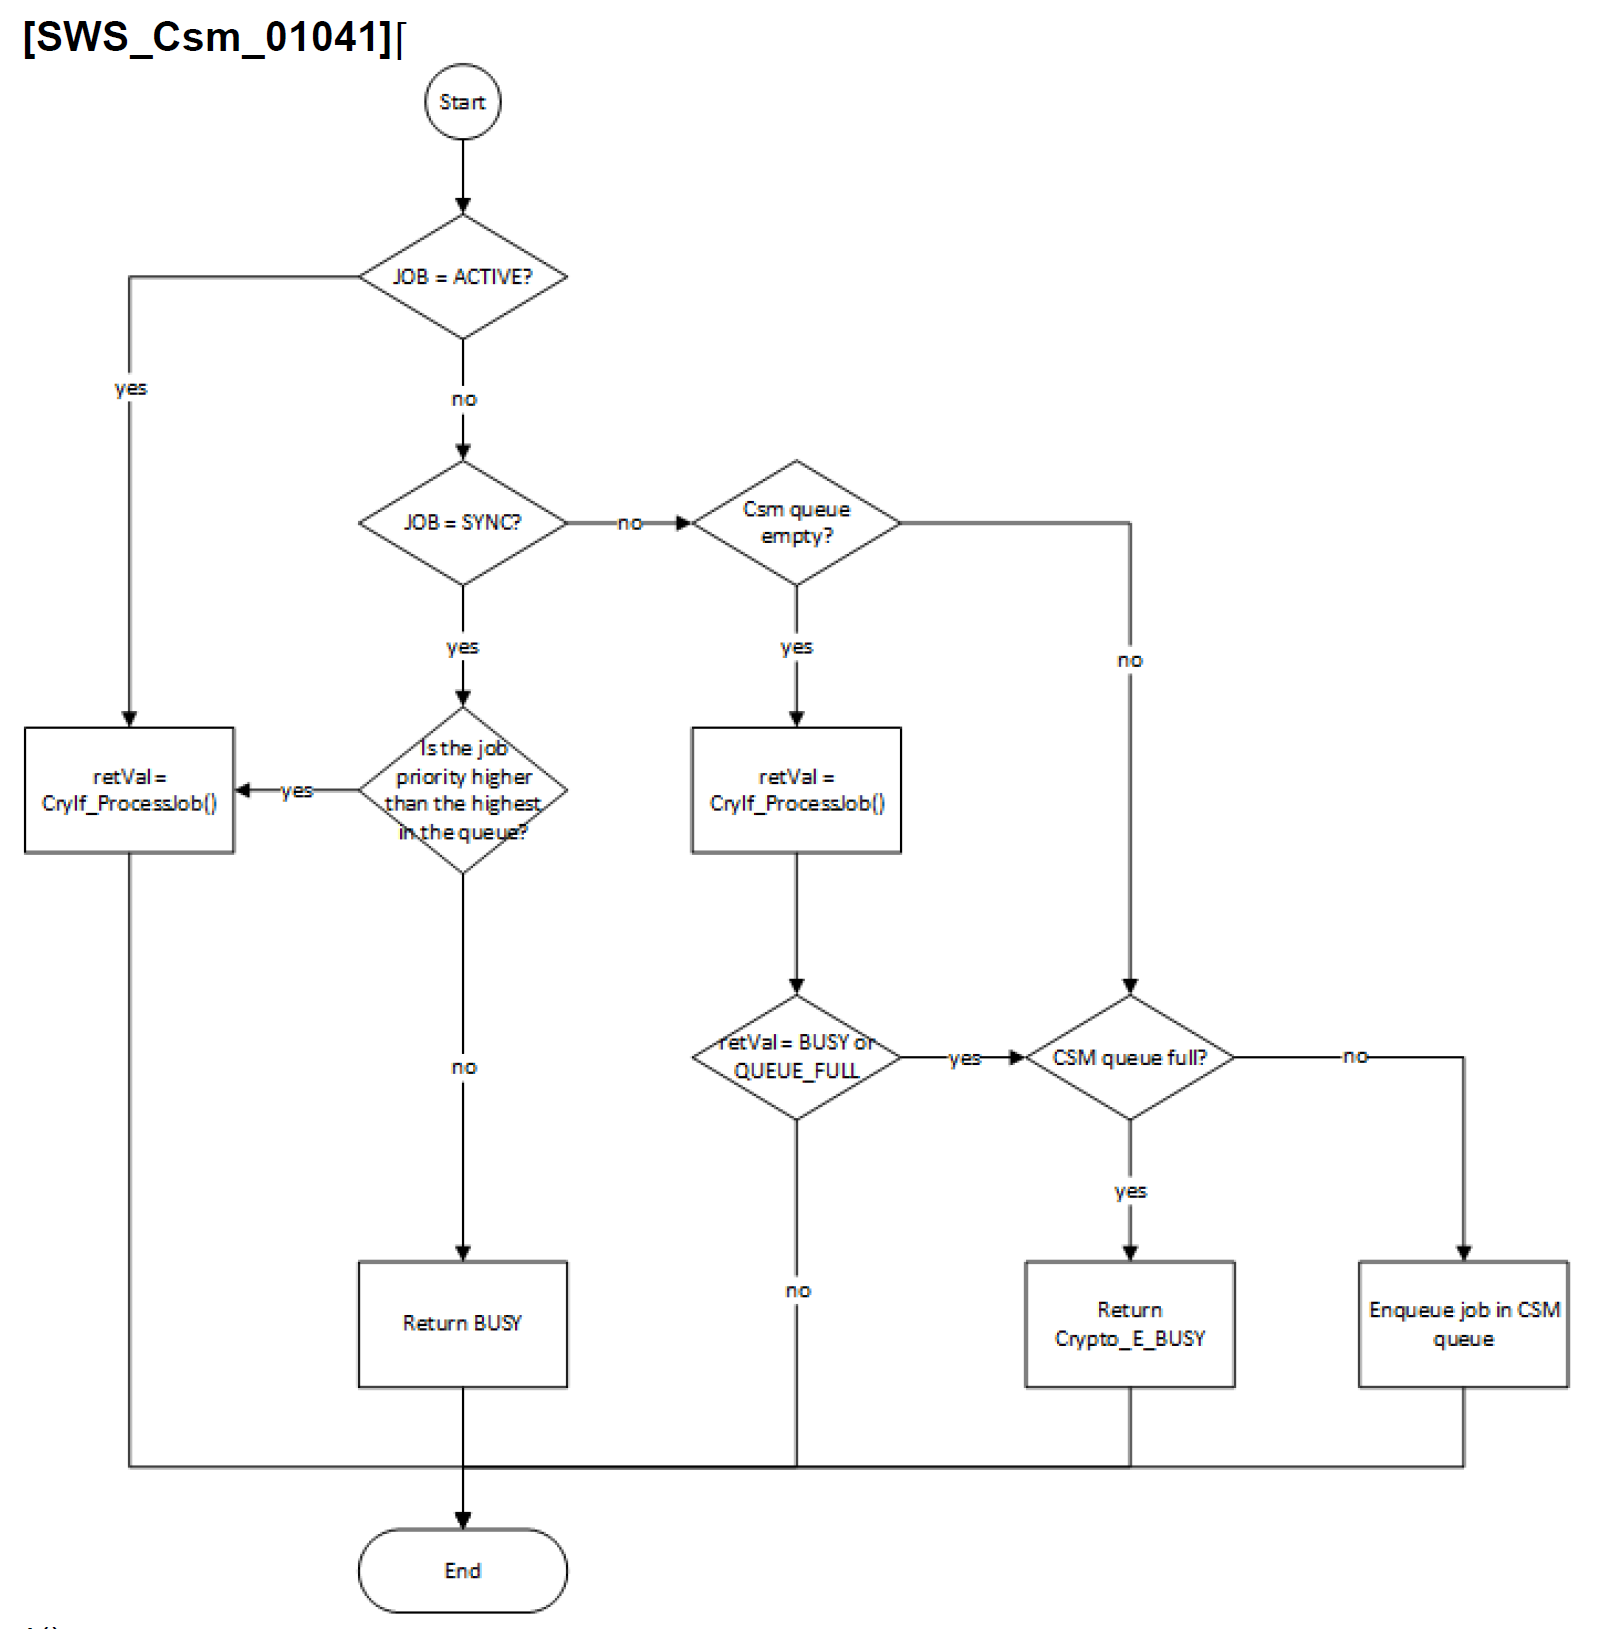 [SWS_Csm_01041]⌈
Start
JOB = ACTIVE?
yes
no
JOB = SYNC?
no
Csm queue
empty?
yes
yes
no
retVal =
CryIf_ProcessJob()
yes
Is the job
priority higher
than the highest
in the queue?
retVal =
CryIf_ProcessJob()
no
retVal = BUSY or
QUEUE_FULL
yes
CSM queue full?
no
yes
no
Return BUSY
Return
Crypto_E_BUSY
Enqueue job in CSM
queue
End